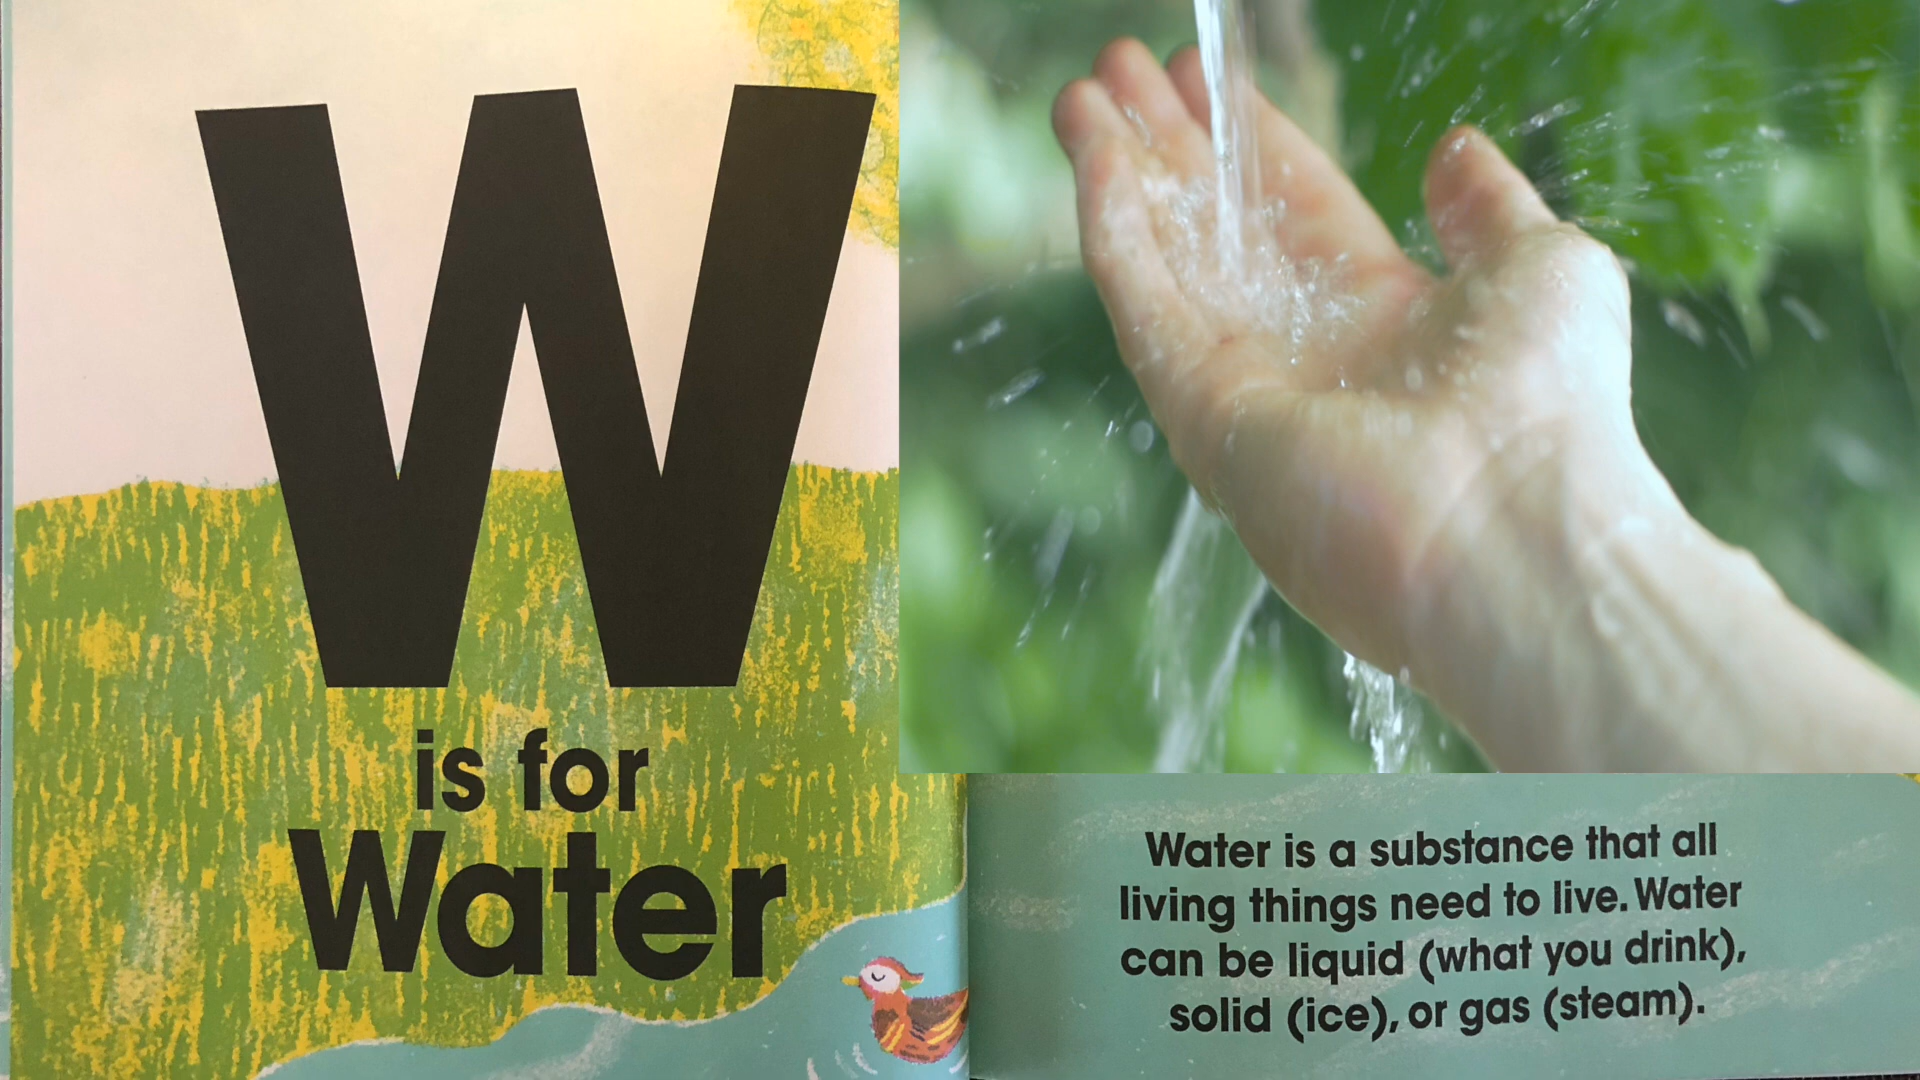 W
is for
Water
Water is a substance that all
living things need to live. Water
can be liquid (what you drink),
solid (ice), or gas (steam).